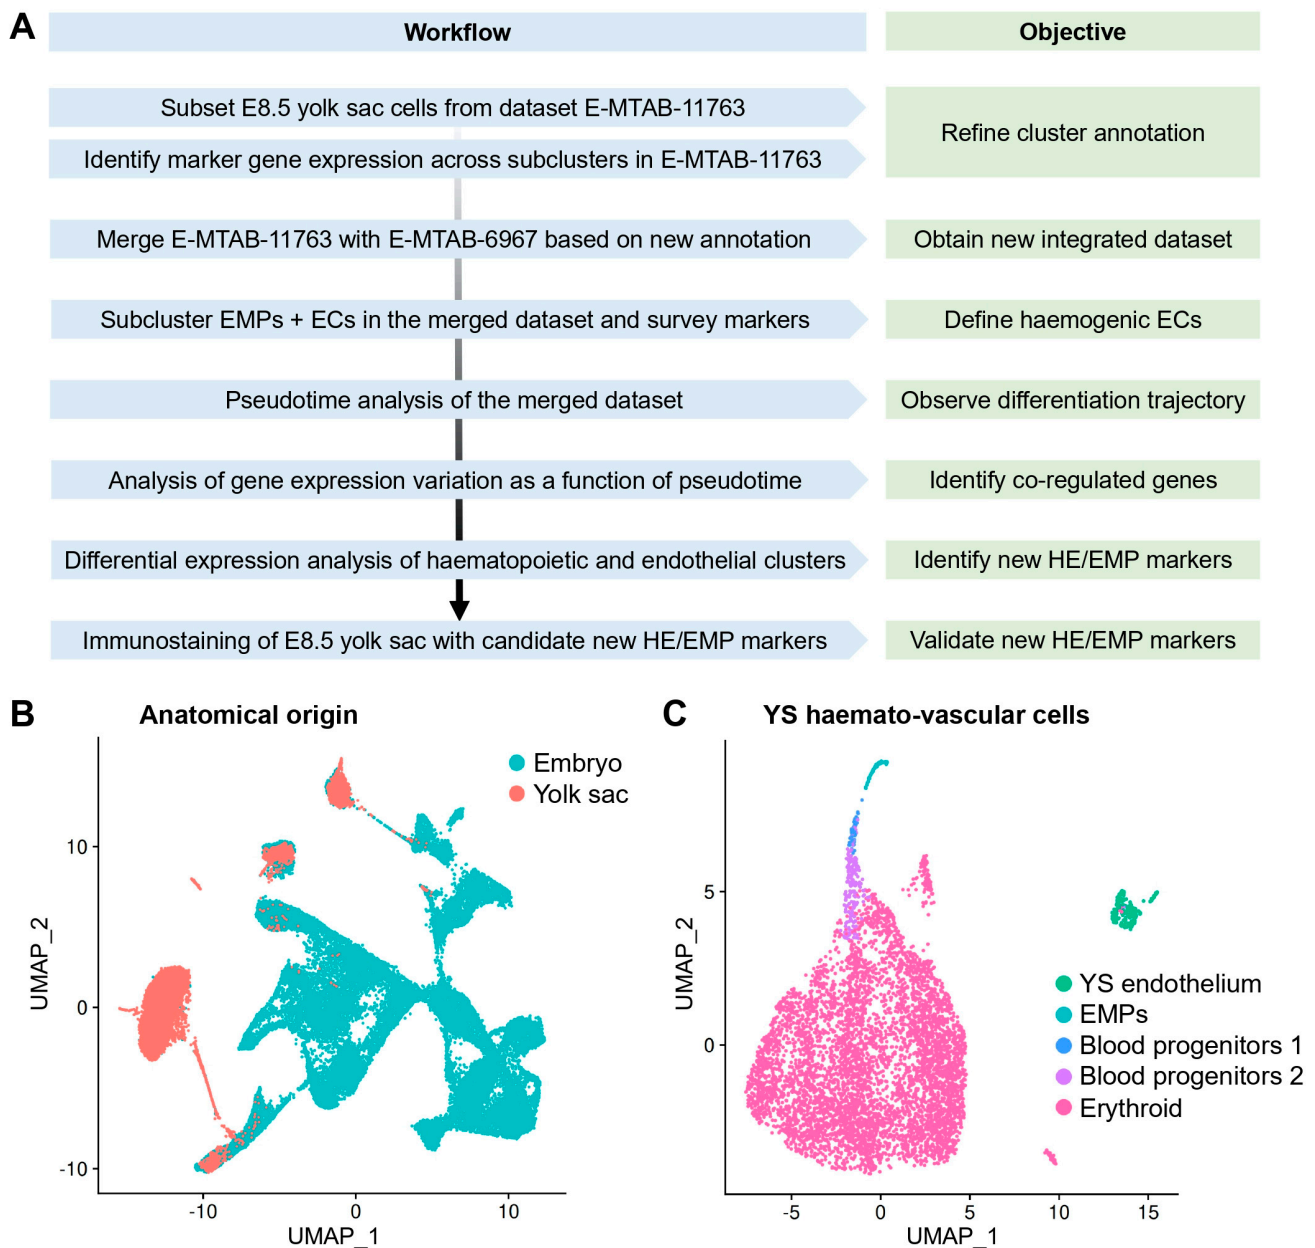 A
Workflow
Objective
Subset E8.5 yolk sac cells from dataset E-MTAB-11763
Refine cluster annotation
Identify marker gene expression across subclusters in E-MTAB-11763
Merge E-MTAB-11763 with E-MTAB-6967 based on new annotation
Obtain new integrated dataset
Subcluster EMPs + ECs in the merged dataset and survey markers
Define haemogenic ECs
Pseudotime analysis of the merged dataset
Observe differentiation trajectory
Analysis of gene expression variation as a function of pseudotime
Identify co-regulated genes
Differential expression analysis of haematopoietic and endothelial clusters
Identify new HE/EMP markers
Immunostaining of E8.5 yolk sac with candidate new HE/EMP markers
Validate new HE/EMP markers
B
Anatomical origin
Embryo
Yolk sac
UMAP_2
10
0
-10
-10
0
10
UMAP_1
C
YS haemato-vascular cells
UMAP_2
5
0
YS endothelium
EMPs
Blood progenitors 1
Blood progenitors 2
Erythroid
-5
0
5
10
15
UMAP_1